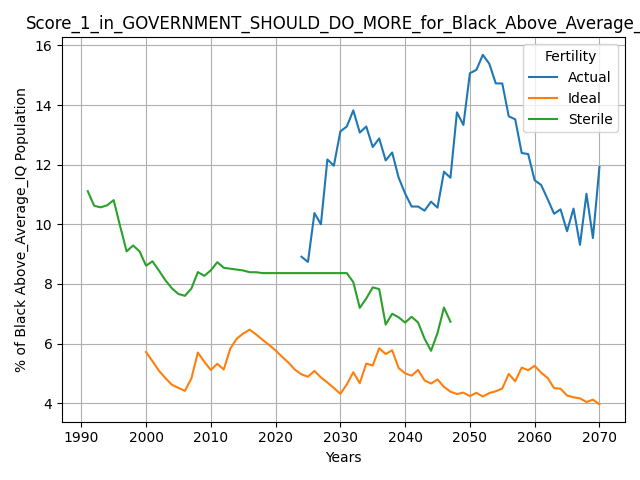 Score_1_in_GOVERNMENT_SHOULD_DO_MORE_for_Black_Above_Average_
Fertility
Actual
Ideal
Sterile
% of Black Above_Average_IQ Population
16
14
12
10
8
6
4
1990 2000 2010 2020 2030 2040 2050 2060 2070
Years